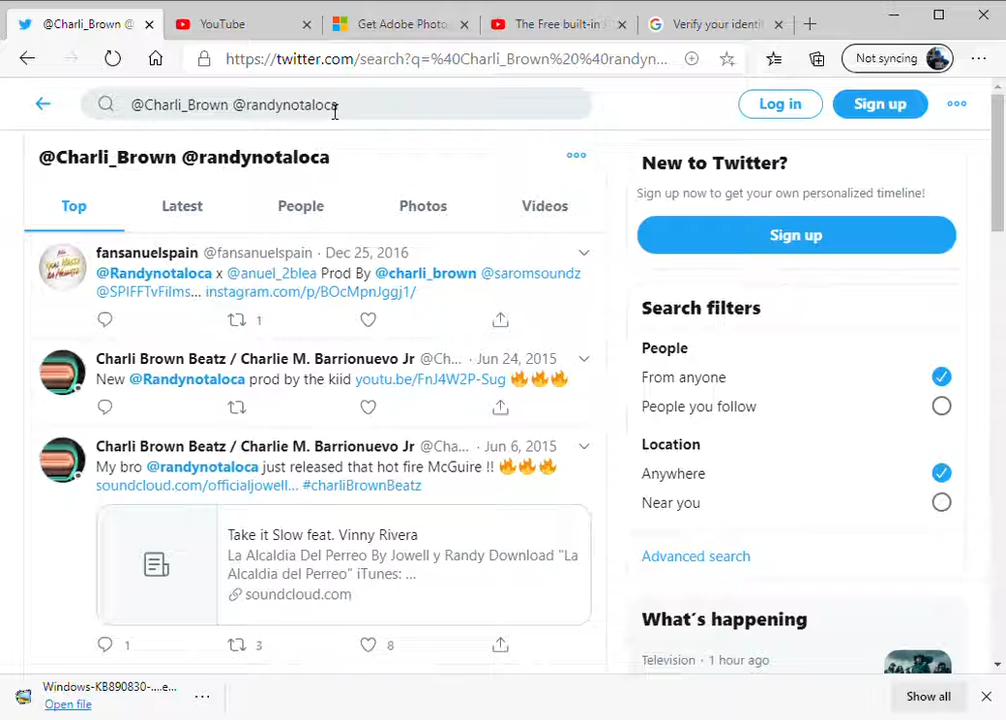 @Charli_Brown @
YouTube
Get Adobe Photo
The Free built-in
Verify your identi
https://twitter.com/search?q=%40Charli_Brown%20%40randyn...
Not syncing
@Charli_Brown @randynotaloca
Log in
Sign up
@Charli_Brown @randynotaloca
Top
Latest
People
Photos
Videos
fansanuelspain @fansanuelspain · Dec 25, 2016
@Randynotaloca x @anuel_2blea Prod By @charli_brown @saromsoundz
@SPIFFTvFilms... instagram.com/p/BOcMpnJggj1/
1
Charli Brown Beatz / Charlie M. Barrionuevo Jr @Ch... · Jun 24, 2015
New @Randynotaloca prod by the kiid youtu.be/FnJ4W2P-Sug 🔥🔥🔥
Charli Brown Beatz / Charlie M. Barrionuevo Jr @Cha... · Jun 6, 2015
My bro @randynotaloca just released that hot fire McGuire !! 🔥🔥🔥
soundcloud.com/officialjowell... #charliBrownBeatz
Take it Slow feat. Vinny Rivera
La Alcaldia Del Perreo By Jowell y Randy Download "La
Alcaldia del Perreo" iTunes: ...
soundcloud.com
1
3
8
New to Twitter?
Sign up now to get your own personalized timeline!
Sign up
Search filters
People
From anyone
People you follow
Location
Anywhere
Near you
Advanced search
What's happening
Television · 1 hour ago
Windows-KB890830-....e...
Open file
Show all